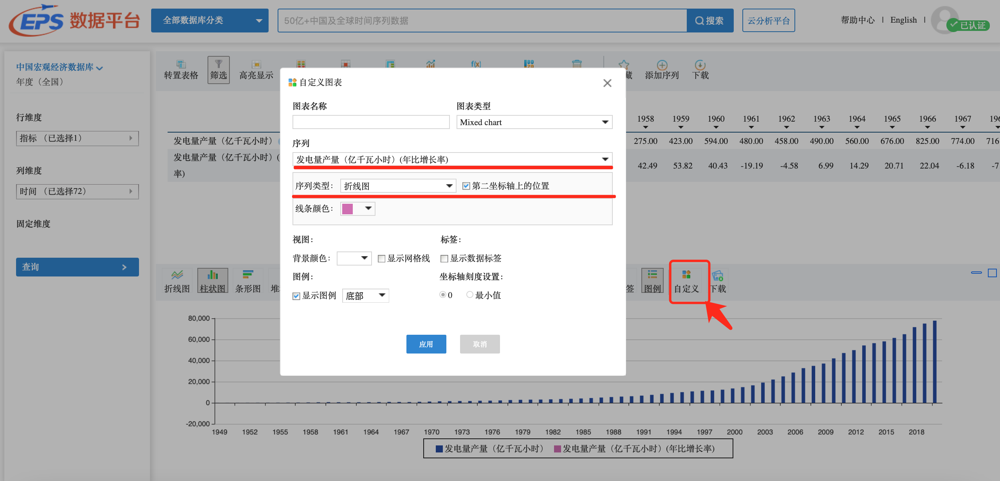 EPS 数据平台
全部数据库分类
50亿+中国及全球时间序列数据
搜索
云分析平台
帮助中心 | English |
已认证
中国宏观经济数据库
年度（全国）
行维度
指标 （已选择1）
列维度
时间 （已选择72）
固定维度
查询
转置表格
筛选
高亮显示
f(x)
80
20
藏
添加序列
下载
1958 1959 1960 1961 1962 1963 1964 1965 1966 1967
发电量产量（亿千瓦小时） 275.00 423.00 594.00 480.00 458.00 490.00 560.00 676.00 825.00 774.00 716
发电量产量（亿千瓦小时）(
率) 42.49 53.82 40.43 -19.19 -4.58 6.99 14.29 20.71 22.04 -6.18 -7
自定义图表
图表名称
图表类型
Mixed chart
序列
发电量产量（亿千瓦小时）(年比增长率)
序列类型： 折线图 第二坐标轴上的位置
线条颜色：
视图： 标签：
背景颜色： 显示网格线 显示数据标签
图例： 坐标轴刻度设置：
显示图例 底部 0 最小值
应用 取消
折线图
柱状图
条形图
签
图例
自定义
下载
80,000
60,000
40,000
20,000
0
-20,000
1949 1952 1955 1958 1961 1964 1967 1970 1973 1976 1979 1982 1985 1988 1991 1994 1997 2000 2003 2006 2009 2012 2015 2018
发电量产量（亿千瓦小时） 发电量产量（亿千瓦小时）(年比增长率)